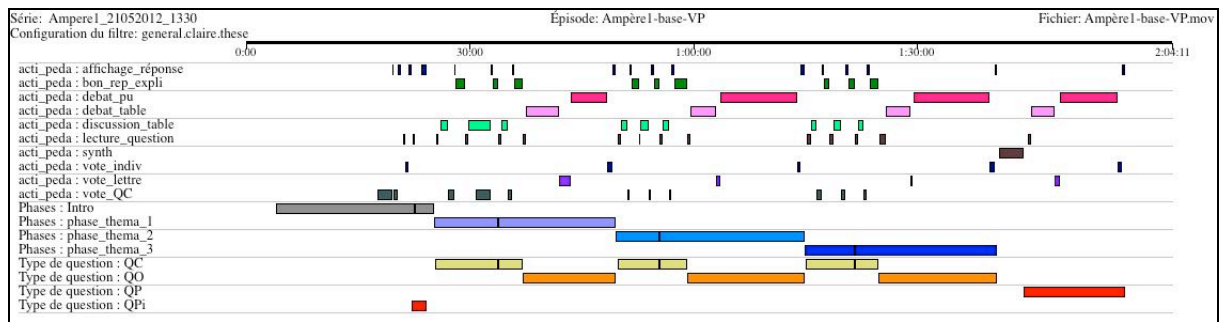 Série: Ampere1_21052012_1330 Épisode: Ampère1-base-VP Fichier: Ampère1-base-VP.mov
Configuration du filtre: general.claire.these
0:00 30:00 1:00:00 1:30:00 2:04:11
acti_peda : affichage_réponse
acti_peda : bon_rep_expli
acti_peda : debat_pu
acti_peda : debat_table
acti_peda : discussion_table
acti_peda : lecture_question
acti_peda : synth
acti_peda : vote_indiv
acti_peda : vote_lettre
acti_peda : vote_QC
Phases : Intro
Phases : phase_thema_1
Phases : phase_thema_2
Phases : phase_thema_3
Type de question : QC
Type de question : QO
Type de question : QP
Type de question : QPi